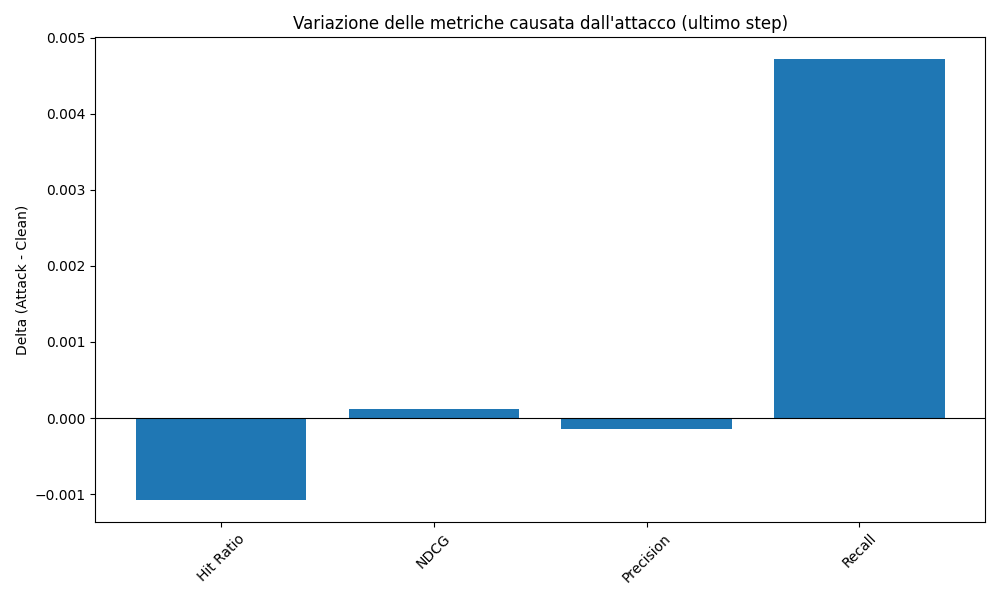 Variazione delle metriche causata dall'attacco (ultimo step)
Delta (Attack - Clean)
0.005
0.004
0.003
0.002
0.001
0.000
−0.001
Hit Ratio
NDCG
Precision
Recall